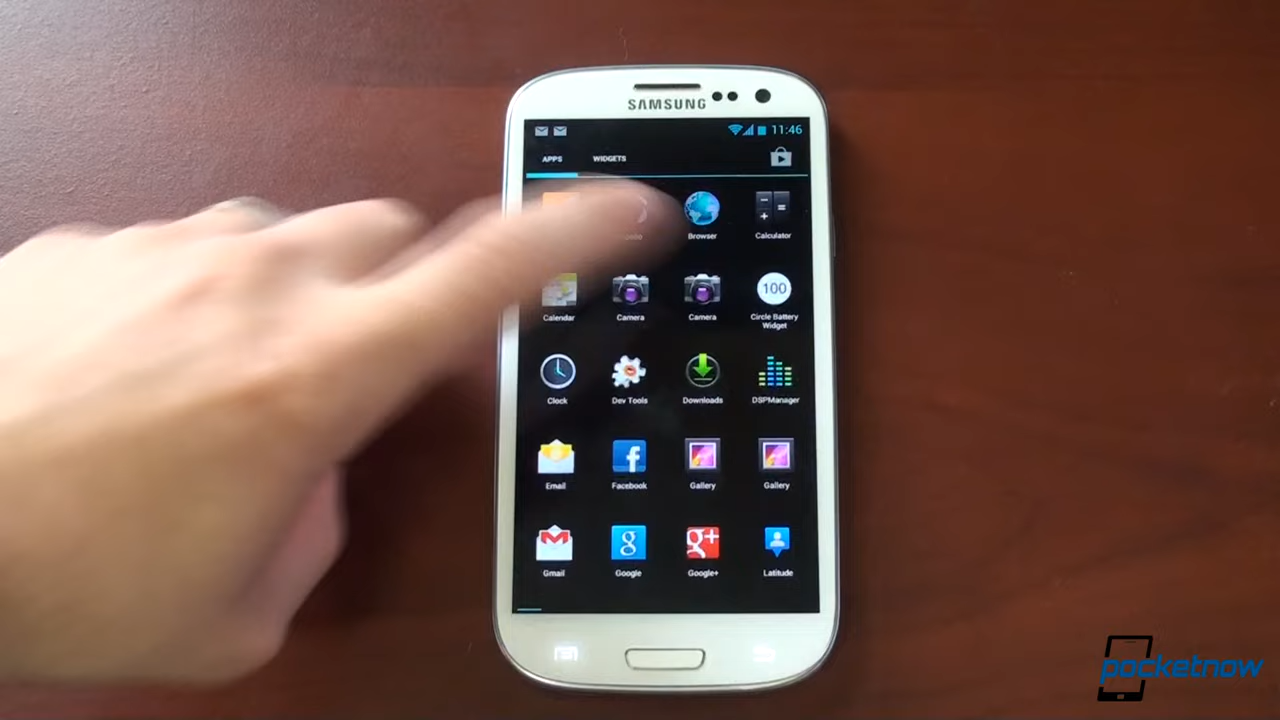 SAMSUNG
11:46
APPS WIDGETS
Browser Calculator
100
Calendar Camera Camera Circle Battery
Widget
Clock Dev Tools Downloads DSPManager
f
Email Facebook Gallery Gallery
g g+
Gmail Google Google+ Latitude
pocketnow